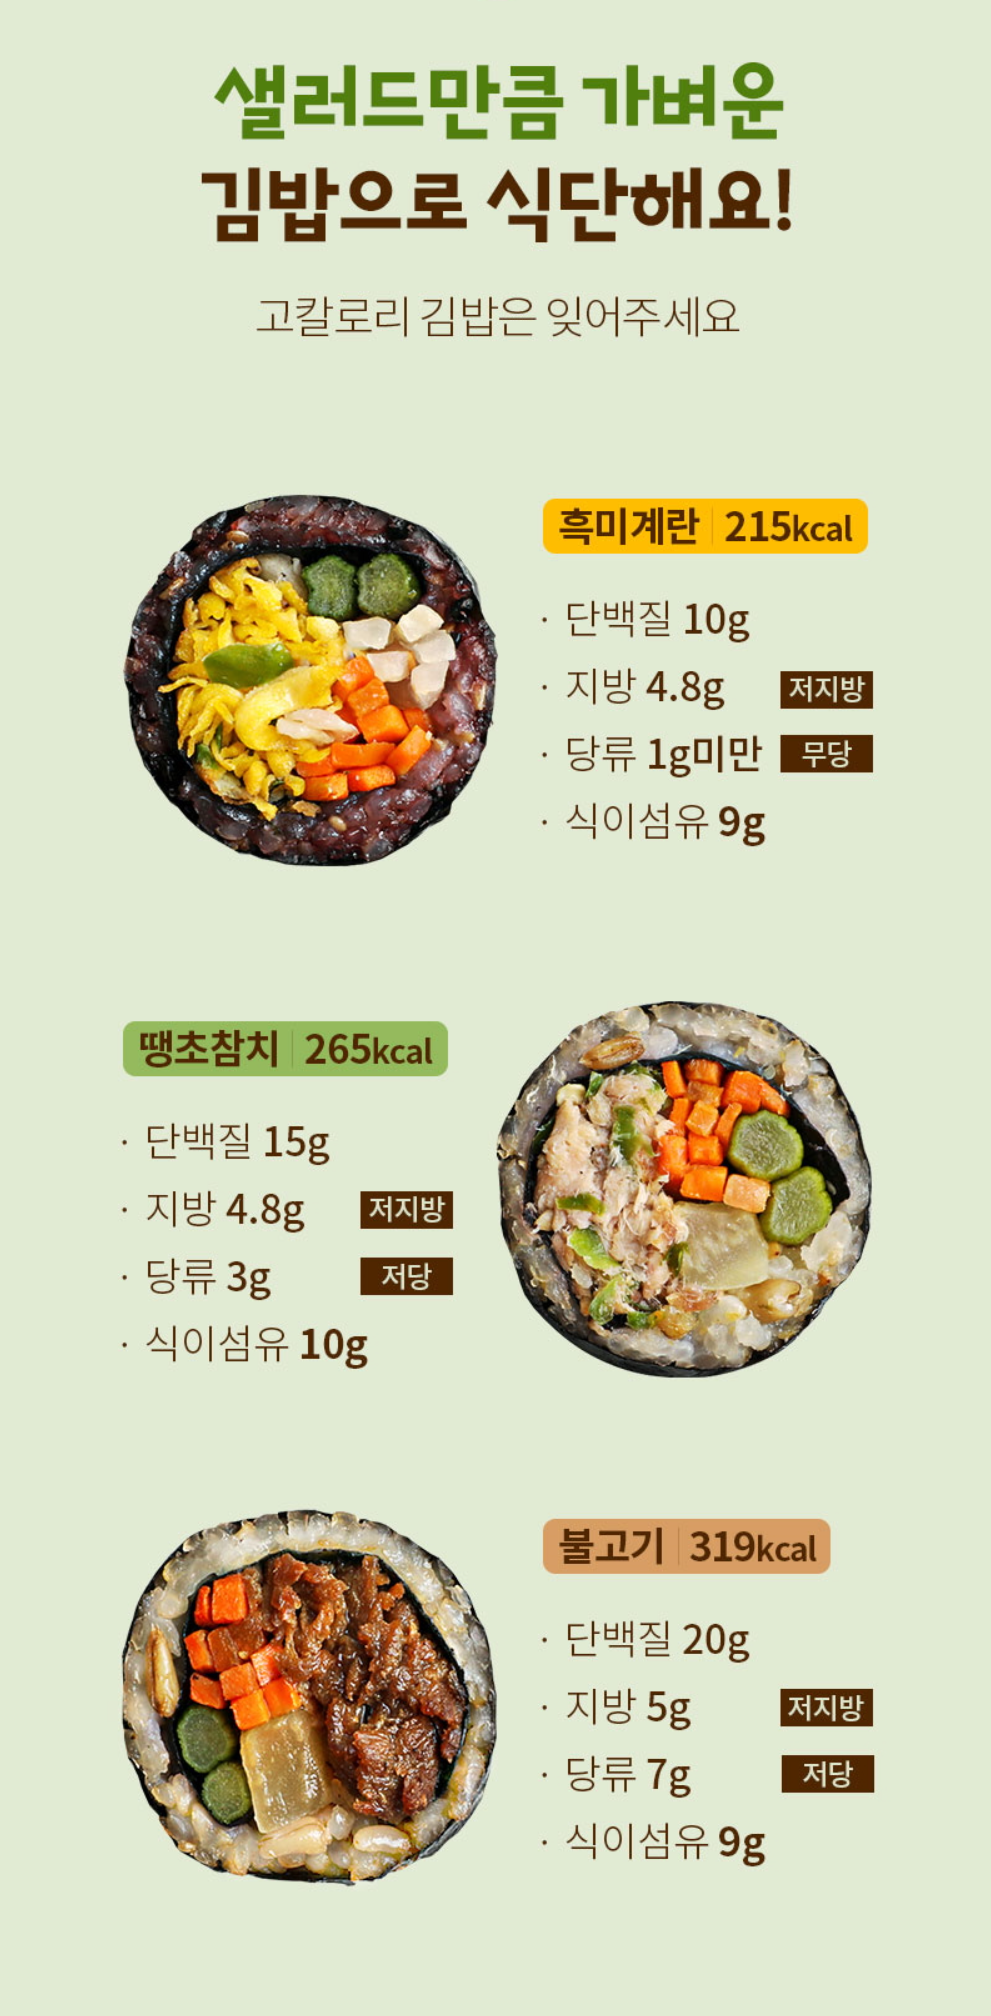 샐러드만큼 가벼운
김밥으로 식단해요!
고칼로리 김밥은 잊어주세요
흑미계란 | 215kcal
· 단백질 10g
· 지방 4.8g 저지방
· 당류 1g미만 무당
· 식이섬유 9g
땡초참치 | 265kcal
· 단백질 15g
· 지방 4.8g 저지방
· 당류 3g 저당
· 식이섬유 10g
불고기 | 319kcal
· 단백질 20g
· 지방 5g 저지방
· 당류 7g 저당
· 식이섬유 9g